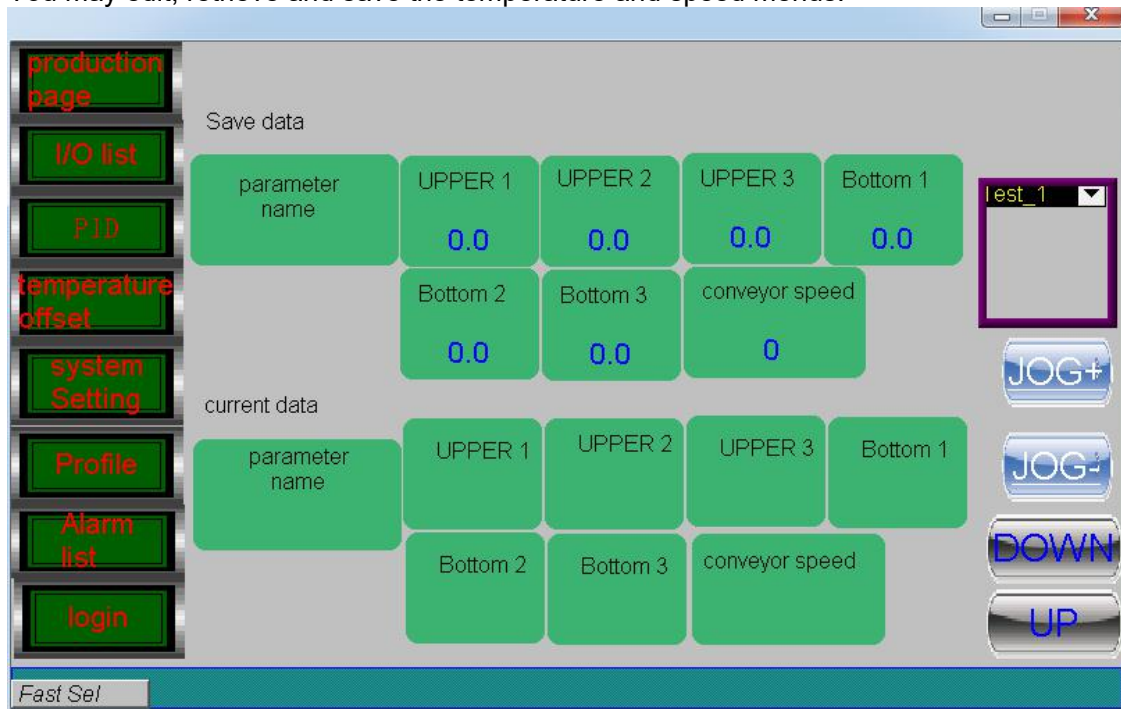 You may edit, retrieve and save the temperature and speed menus.
X
production
page
I/O list
PID
temperature
offset
system
Setting
Profile
Alarm
list
login
Save data
parameter
name
UPPER 1
0.0
UPPER 2
0.0
UPPER 3
0.0
Bottom 1
0.0
Bottom 2
0.0
Bottom 3
0.0
conveyor speed
0
current data
parameter
name
UPPER 1
UPPER 2
UPPER 3
Bottom 1
Bottom 2
Bottom 3
conveyor speed
Test_1
JOG+
JOG-
DOWN
UP
Fast Sel